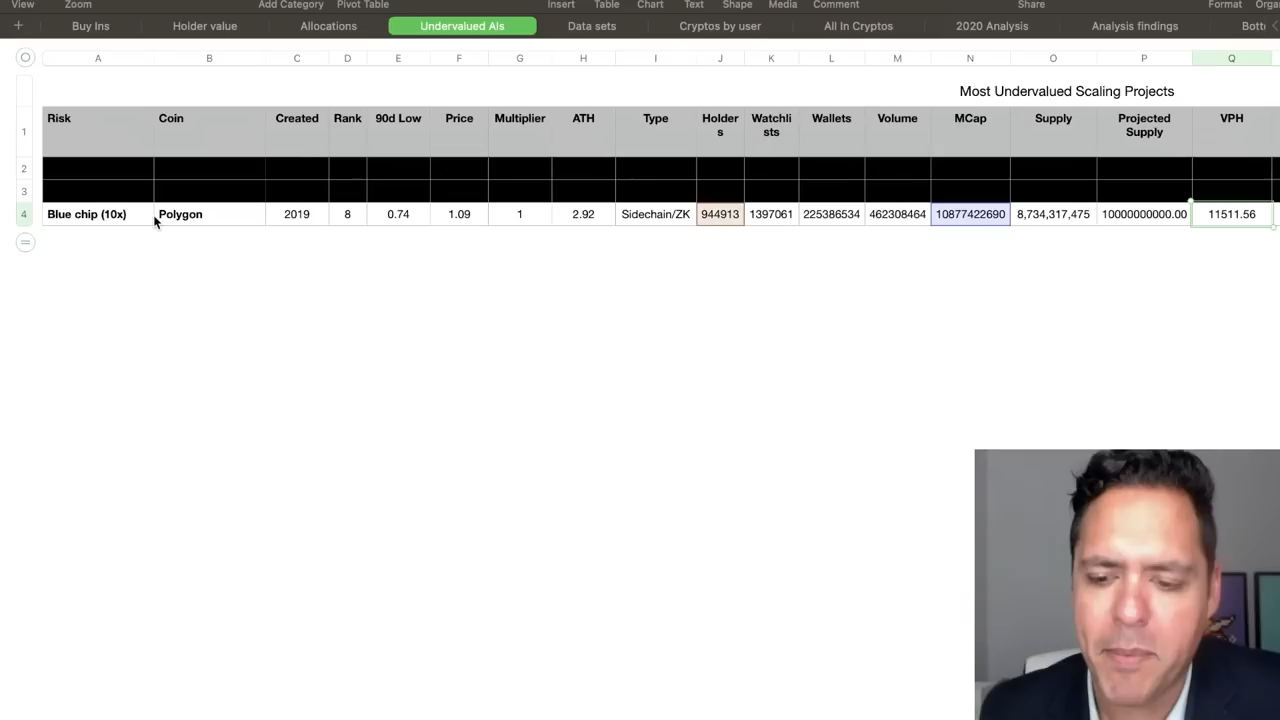 View Zoom Add Category Pivot Table Insert Table Chart Text Shape Media Comment Share Format
+ Buy Ins Holder value Allocations Undervalued AIs Data sets Cryptos by user All In Cryptos 2020 Analysis Analysis findings
A B C D E F G H I J K L M N O P Q
Most Undervalued Scaling Projects
1 Risk Coin Created Rank 90d Low Price Multiplier ATH Type Holders Watchlists Wallets Volume MCap Supply Projected Supply VPH
2
3
4 Blue chip (10x) Polygon 2019 8 0.74 1.09 1 2.92 Sidechain/ZK 944913 1397061 225386534 462308464 10877422690 8,734,317,475 10000000000.00 11511.56